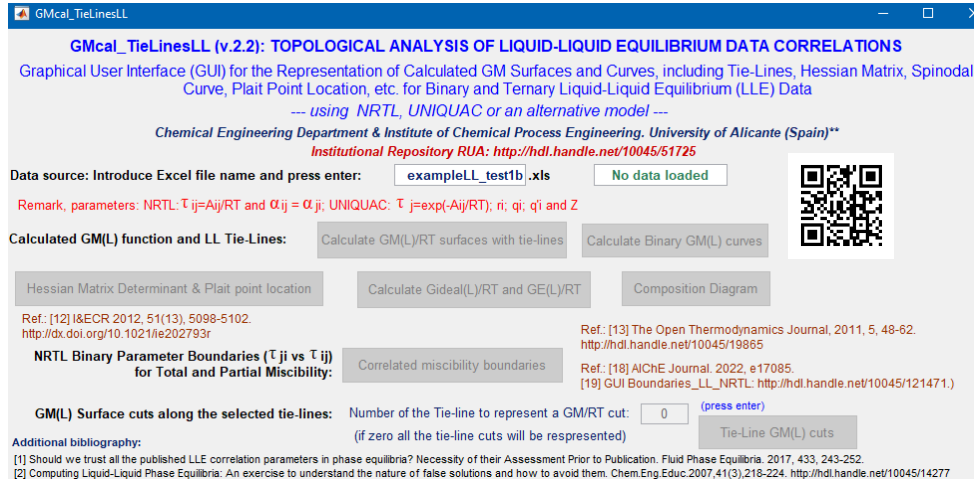 GMcal_TieLinesLL
GMcal_TieLinesLL (v.2.2): TOPOLOGICAL ANALYSIS OF LIQUID-LIQUID EQUILIBRIUM DATA CORRELATIONS
Graphical User Interface (GUI) for the Representation of Calculated GM Surfaces and Curves, including Tie-Lines, Hessian Matrix, Spinodal
Curve, Plait Point Location, etc. for Binary and Ternary Liquid-Liquid Equilibrium (LLE) Data
--- using NRTL, UNIQUAC or an alternative model ---
Chemical Engineering Department & Institute of Chemical Process Engineering. University of Alicante (Spain)**
Institutional Repository RUA: http://hdl.handle.net/10045/51725
Data source: Introduce Excel file name and press enter: exampleLL_test1b .xls No data loaded
Remark, parameters: NRTL: τ ij=Aij/RT and α ij = α ji; UNIQUAC: τ j=exp(-Aij/RT); ri; qi; q'i and Z
Calculated GM(L) function and LL Tie-Lines: Calculate GM(L)/RT surfaces with tie-lines Calculate Binary GM(L) curves
Hessian Matrix Determinant & Plait point location Calculate Gideal(L)/RT and GE(L)/RT Composition Diagram
Ref.: [12] I&ECR 2012, 51(13), 5098-5102.
http://dx.doi.org/10.1021/ie202793r
Ref.: [13] The Open Thermodynamics Journal, 2011, 5, 48-62.
http://hdl.handle.net/10045/19865
NRTL Binary Parameter Boundaries (τ ji vs τ ij)
for Total and Partial Miscibility:
Correlated miscibility boundaries
Ref.: [18] AIChE Journal. 2022, e17085.
[19] GUI Boundaries_LL_NRTL: http://hdl.handle.net/10045/121471.)
GM(L) Surface cuts along the selected tie-lines: Number of the Tie-line to represent a GM/RT cut: 0 (press enter)
(if zero all the tie-line cuts will be respresented) Tie-Line GM(L) cuts
Additional bibliography:
[1] Should we trust all the published LLE correlation parameters in phase equilibria? Necesity of their Assessment Prior to Publication. Fluid Phase Equilibria. 2017, 433, 243-252.
[2] Computing Liquid-Liquid Phase Equilibria: An exercise to understand the nature of false solutions and how to avoid them. Chem.Eng.Educ.2007,41(3),218-224. http://hdl.handle.net/10045/14277